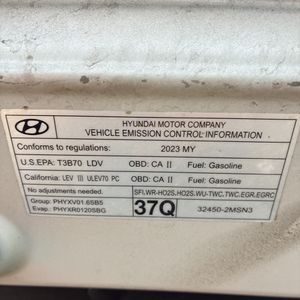 HYUNDAI MOTOR COMPANY
VEHICLE EMISSION CONTROL INFORMATION
Conforms to regulations: 2023 MY
U.S.EPA: T3B70 LDV OBD: CA II Fuel: Gasoline
California: LEV III ULEV70 PC OBD: CA II Fuel: Gasoline
No adjustments needed. SFI,WR-HO2S,HO2S,WU-TWC,TWC,EGR,EGRC
Group: PHYXV01.6SB5 37Q 32450-2MSN3
Evap.: PHYXR0120SBG